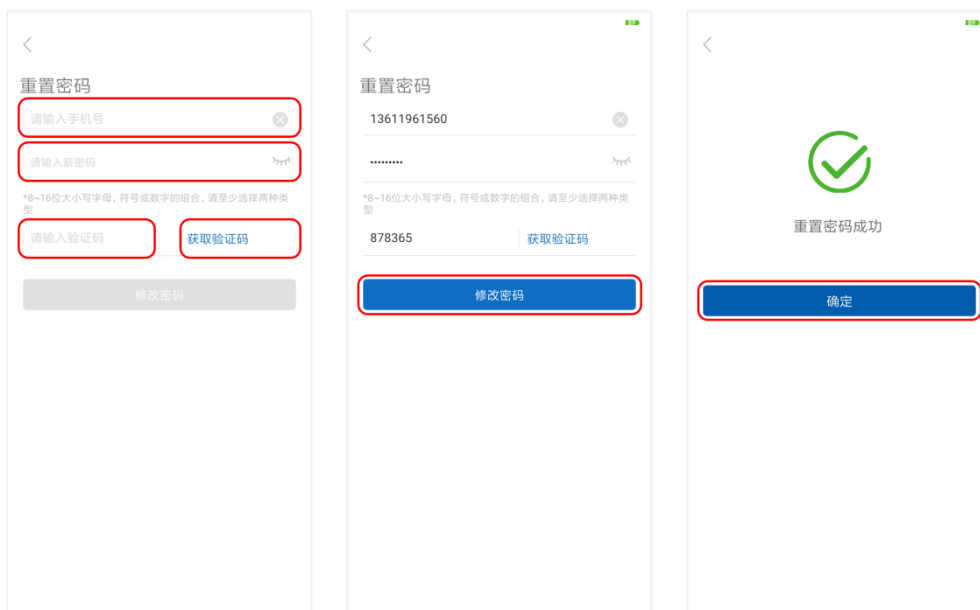 重置密码
请输入手机号
请输入新密码
*8~16位大小写字母，符号或数字的组合，请至少选择两种类
型
请输入验证码
获取验证码
修改密码
重置密码
13611961560
•••••••••
*8~16位大小写字母，符号或数字的组合，请至少选择两种类
型
878365
获取验证码
修改密码
重置密码成功
确定